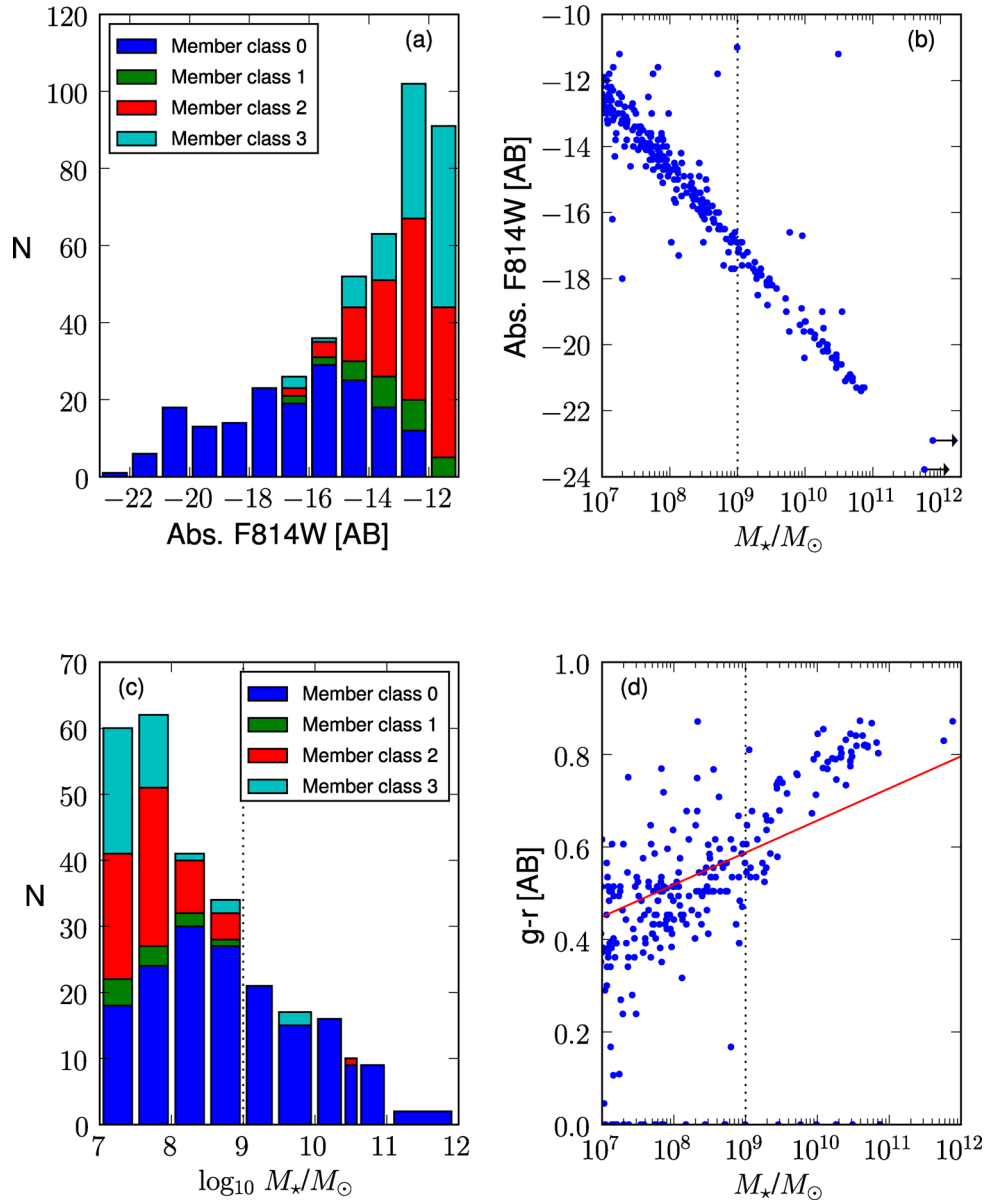 120
100
80
60
40
20
0
N
Member class 0
Member class 1
Member class 2
Member class 3
(a)
−22 −20 −18 −16 −14 −12
Abs. F814W [AB]
−10
−12
−14
−16
−18
−20
−22
−24
Abs. F814W [AB]
(b)
10^7 10^8 10^9 10^10 10^11 10^12
M⋆/M⊙
70
60
50
40
30
20
10
0
N
(c)
Member class 0
Member class 1
Member class 2
Member class 3
7 8 9 10 11 12
log10 M⋆/M⊙
1.0
0.8
0.6
0.4
0.2
0.0
g-r [AB]
(d)
10^7 10^8 10^9 10^10 10^11 10^12
M⋆/M⊙